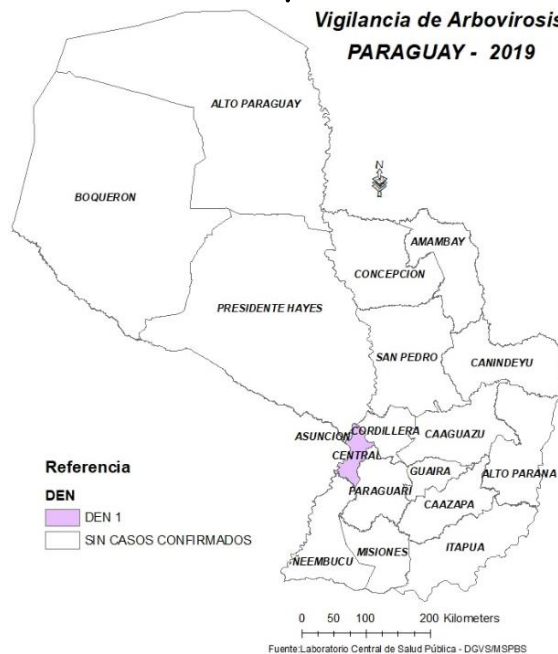 Vigilancia de Arbovirosis
PARAGUAY - 2019
ALTO PARAGUAY
N
BOQUERON
AMAMBAY
CONCEPCION
PRESIDENTE HAYES
SAN PEDRO
CANINDEYU
ASUNCION
CORDILLERA
CAAGUAZU
CENTRAL
GUAIRA
ALTO PARANA
PARAGUARI
CAAZAPA
ÑEEMBUCU
MISIONES
ITAPUA
Referencia
DEN
DEN 1
SIN CASOS CONFIRMADOS
0 50 100 200 Kilometers
Fuente:Laboratorio Central de Salud Pública - DGVS/MSPBS